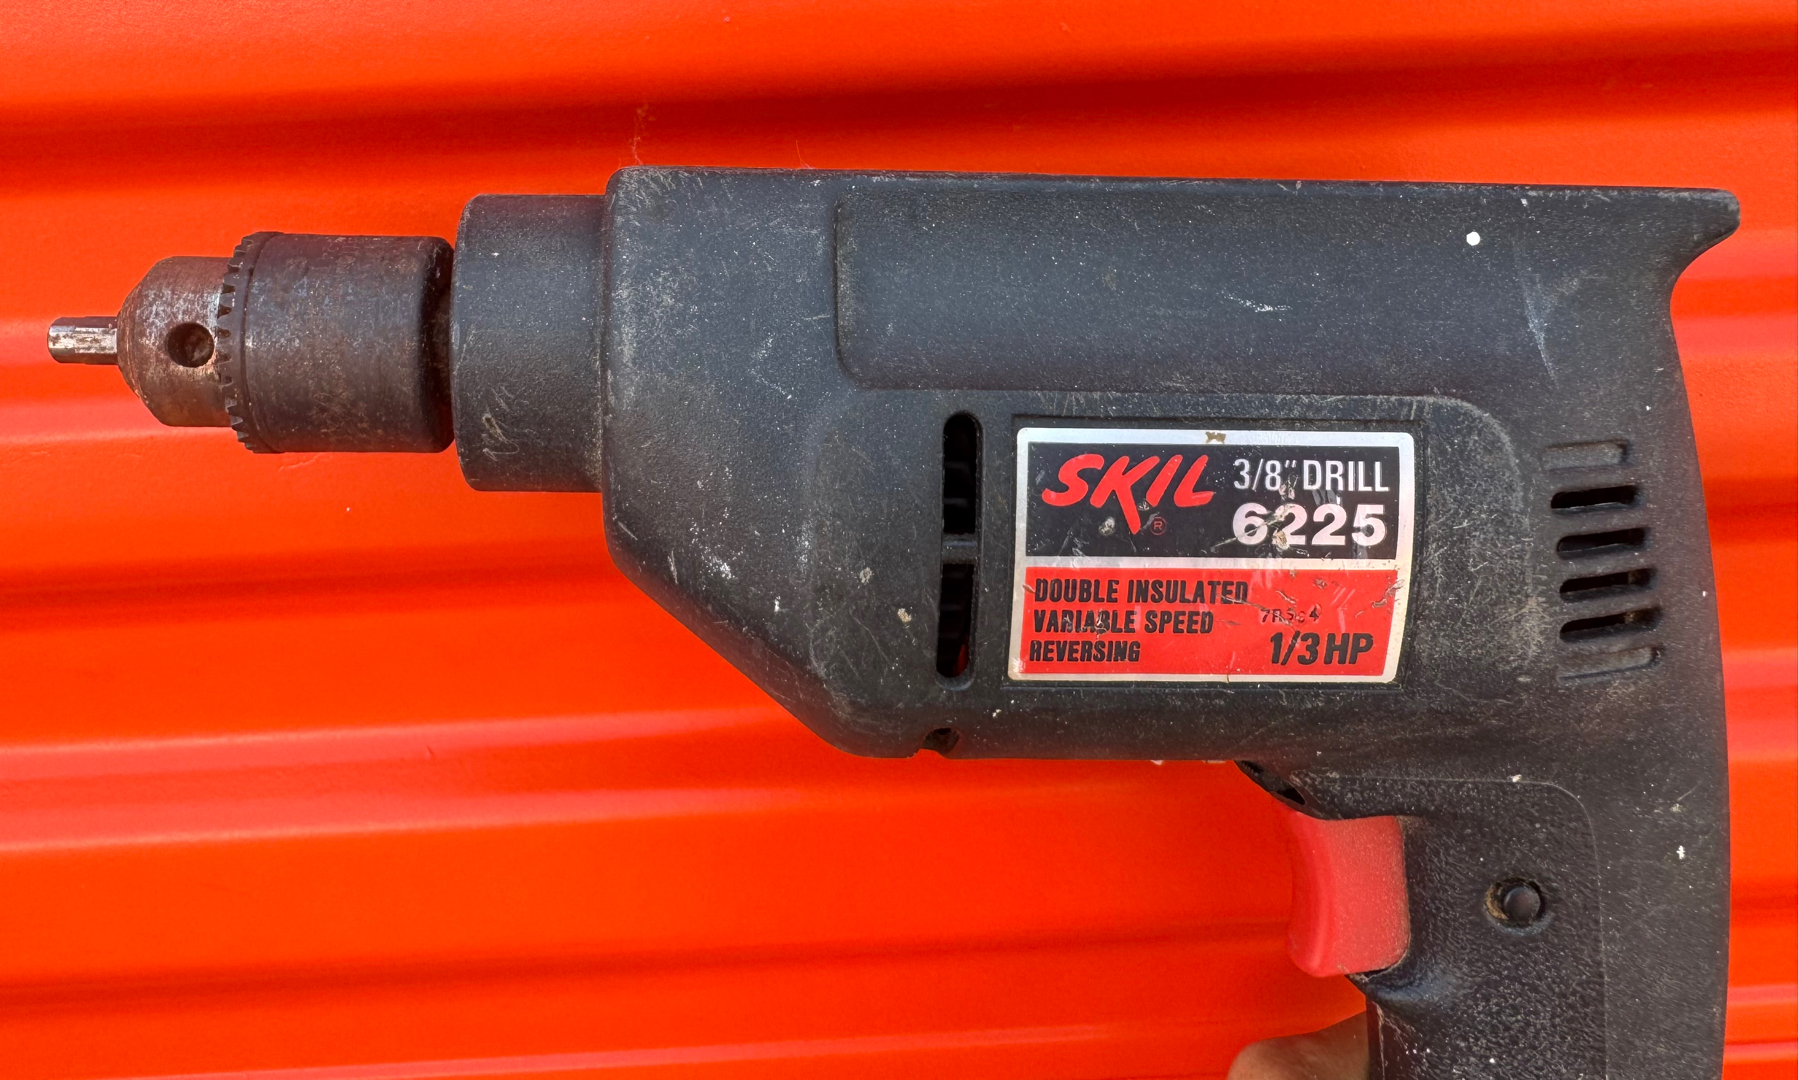 SKIL 3/8" DRILL
® 6225
DOUBLE INSULATED
VARIABLE SPEED
REVERSING 1/3 HP